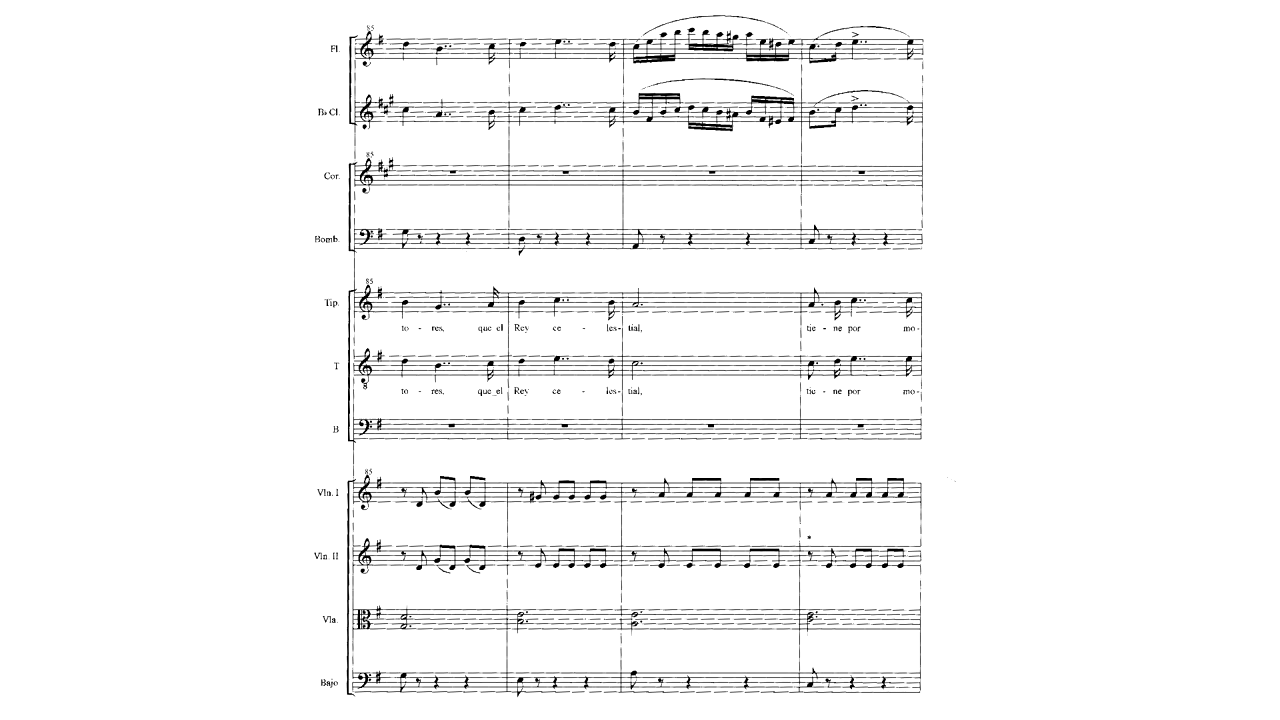 85
Fl.
B♭ Cl.
85
Cor.
Bomb.
85
Tip.
to - res, que el Rey ce - les- tial, tie - ne por mo-
T
8
to - res, que_el Rey ce - les- tial, tie - ne por mo-
B
85
Vln. I
*
Vln. II
Vla.
Bajo